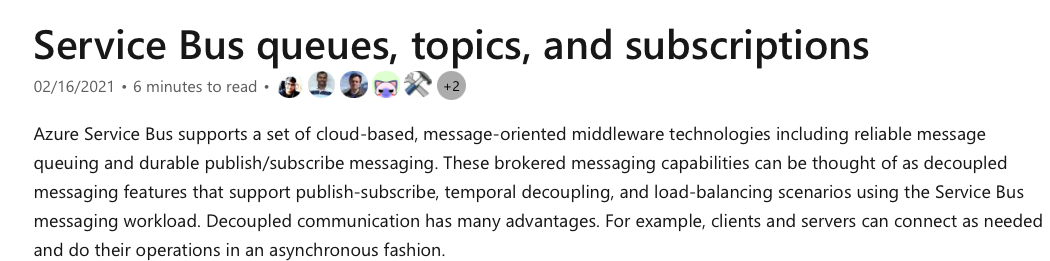 Service Bus queues, topics, and subscriptions
02/16/2021 • 6 minutes to read • +2
Azure Service Bus supports a set of cloud-based, message-oriented middleware technologies including reliable message
queuing and durable publish/subscribe messaging. These brokered messaging capabilities can be thought of as decoupled
messaging features that support publish-subscribe, temporal decoupling, and load-balancing scenarios using the Service Bus
messaging workload. Decoupled communication has many advantages. For example, clients and servers can connect as needed
and do their operations in an asynchronous fashion.